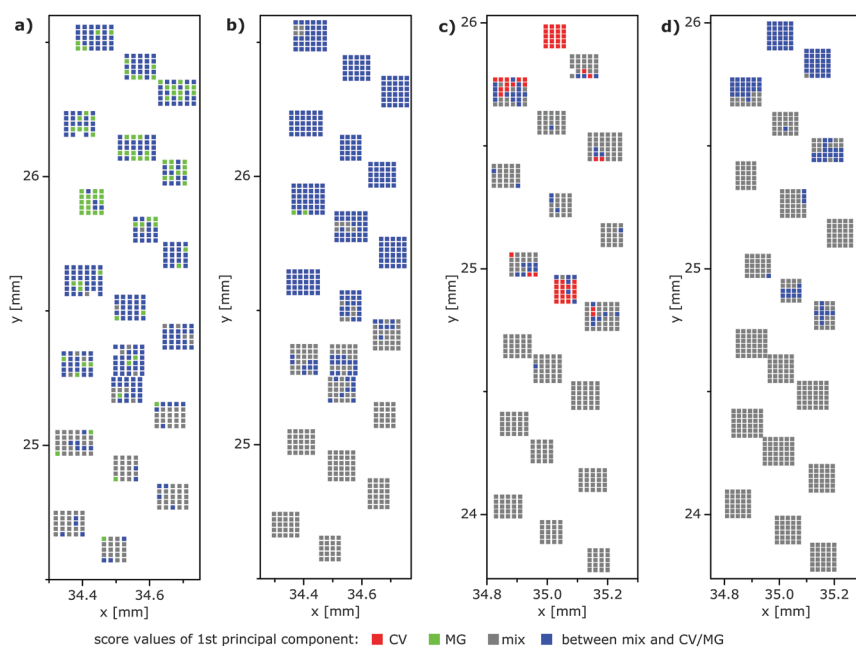 a) b) c) d)
26
25
y [mm]
34.4 34.6
x [mm]
26
25
y [mm]
34.4 34.6
x [mm]
26
25
24
y [mm]
34.8 35.0 35.2
x [mm]
26
25
24
y [mm]
34.8 35.0 35.2
x [mm]
score values of 1st principal component: CV MG mix between mix and CV/MG